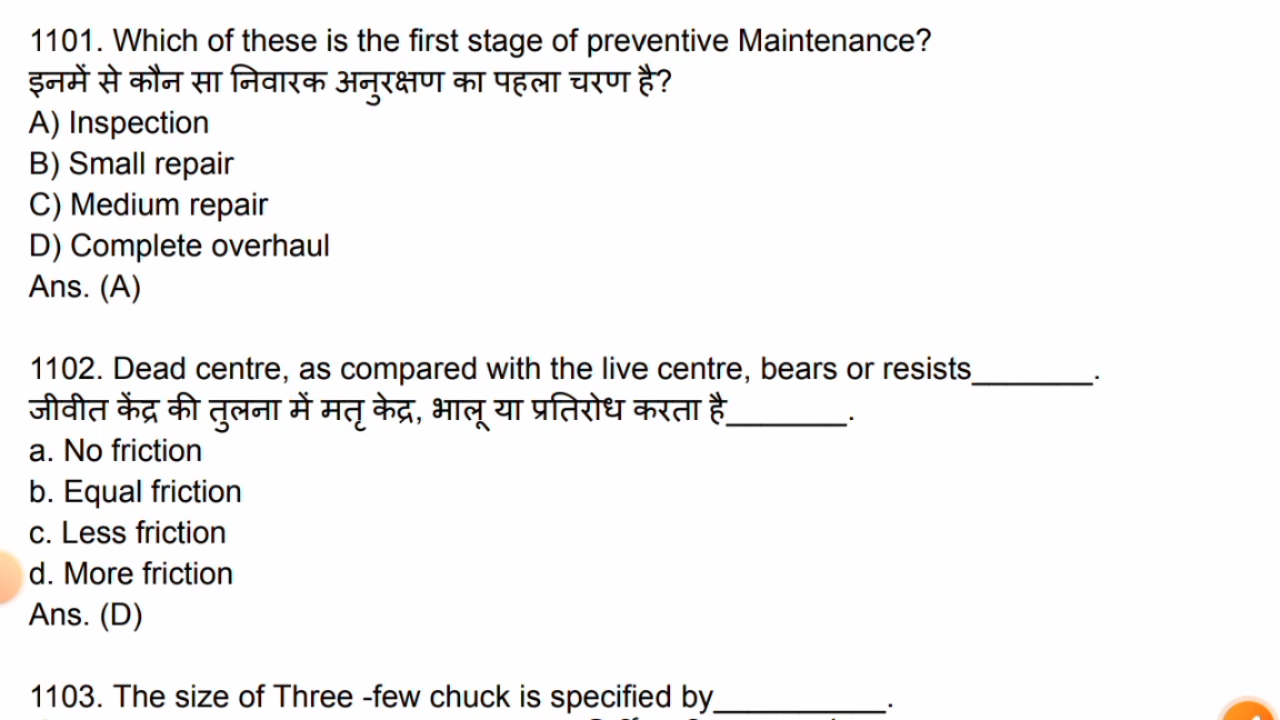 1101. Which of these is the first stage of preventive Maintenance?
इनमें से कौन सा निवारक अनुरक्षण का पहला चरण है?
A) Inspection
B) Small repair
C) Medium repair
D) Complete overhaul
Ans. (A)
1102. Dead centre, as compared with the live centre, bears or resists_______.
जीवीत केंद्र की तुलना में मतृ केद्र, भालू या प्रतिरोध करता है_______.
a. No friction
b. Equal friction
c. Less friction
d. More friction
Ans. (D)
1103. The size of Three -few chuck is specified by__________.